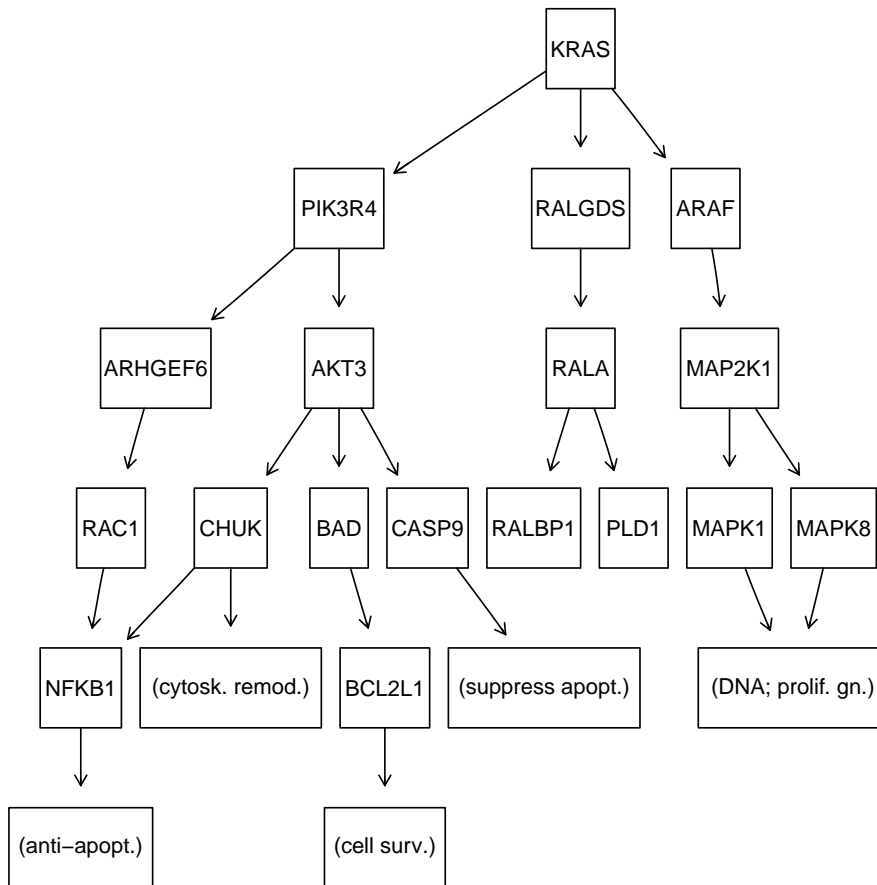 KRAS
PIK3R4
RALGDS
ARAF
ARHGEF6
AKT3
RALA
MAP2K1
RAC1
CHUK
BAD
CASP9
RALBP1
PLD1
MAPK1
MAPK8
NFKB1
(cytosk. remod.)
BCL2L1
(suppress apopt.)
(DNA; prolif. gn.)
(anti−apopt.)
(cell surv.)